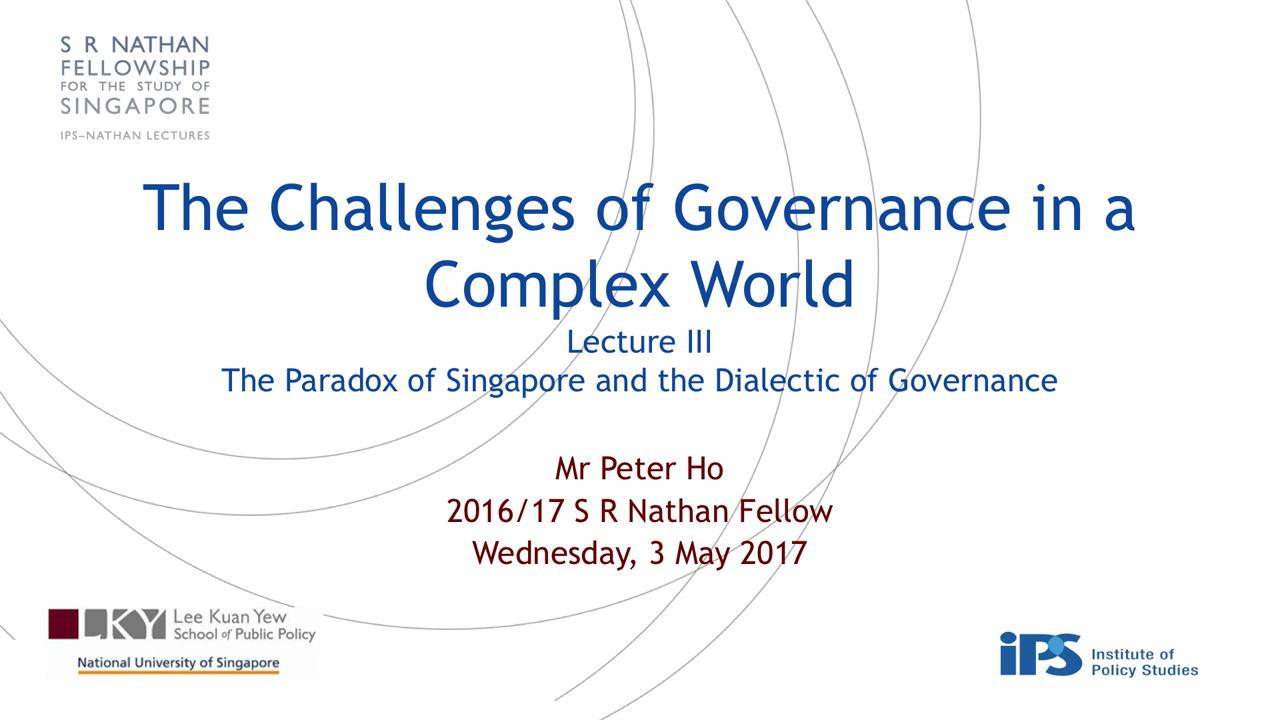 S R NATHAN
FELLOWSHIP
FOR THE STUDY OF
SINGAPORE
IPS–NATHAN LECTURES
The Challenges of Governance in a
Complex World
Lecture III
The Paradox of Singapore and the Dialectic of Governance
Mr Peter Ho
2016/17 S R Nathan Fellow
Wednesday, 3 May 2017
LKY Lee Kuan Yew
School of Public Policy
National University of Singapore
iPS Institute of
Policy Studies